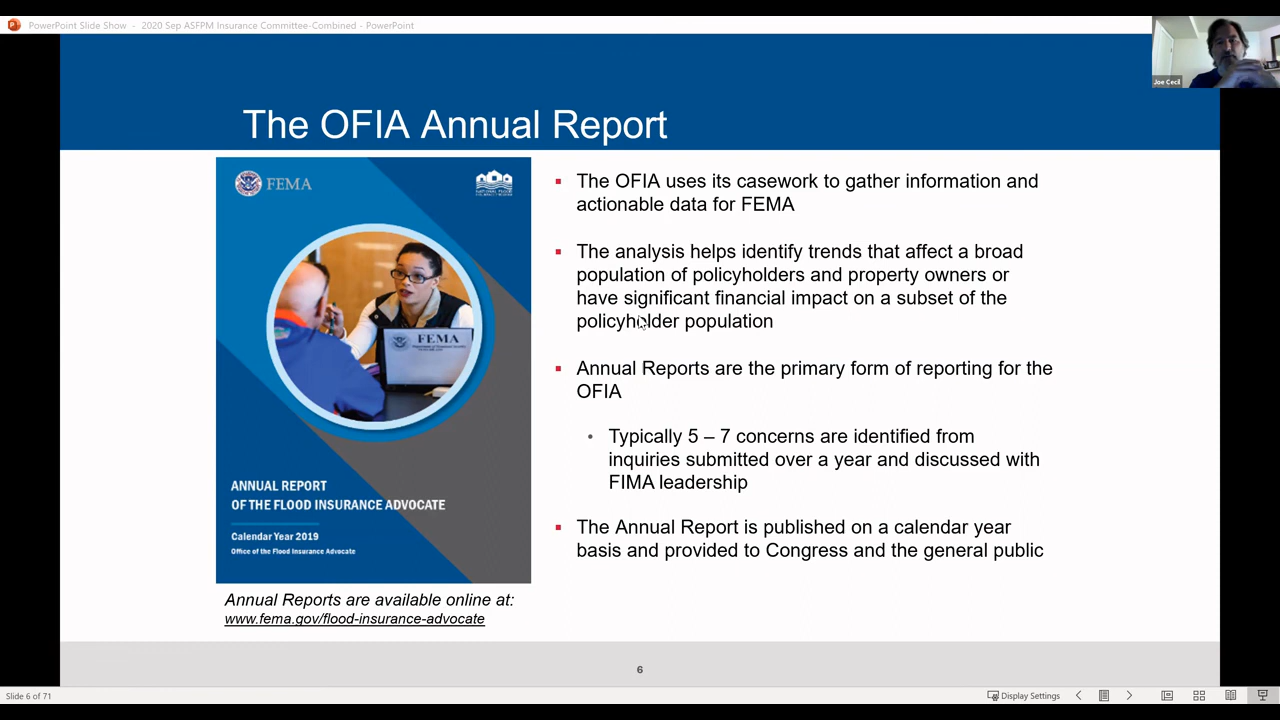 PowerPoint Slide Show - 2020 Sep ASFPM Insurance Committee-Combined - PowerPoint
Joe Cecil
The OFIA Annual Report
FEMA
ANNUAL REPORT
OF THE FLOOD INSURANCE ADVOCATE
Calendar Year 2019
Office of the Flood Insurance Advocate
FEMA
Annual Reports are available online at:
www.fema.gov/flood-insurance-advocate
▪ The OFIA uses its casework to gather information and
actionable data for FEMA
▪ The analysis helps identify trends that affect a broad
population of policyholders and property owners or
have significant financial impact on a subset of the
policyholder population
▪ Annual Reports are the primary form of reporting for the
OFIA
• Typically 5 – 7 concerns are identified from
inquiries submitted over a year and discussed with
FIMA leadership
▪ The Annual Report is published on a calendar year
basis and provided to Congress and the general public
6
Slide 6 of 71
Display Settings